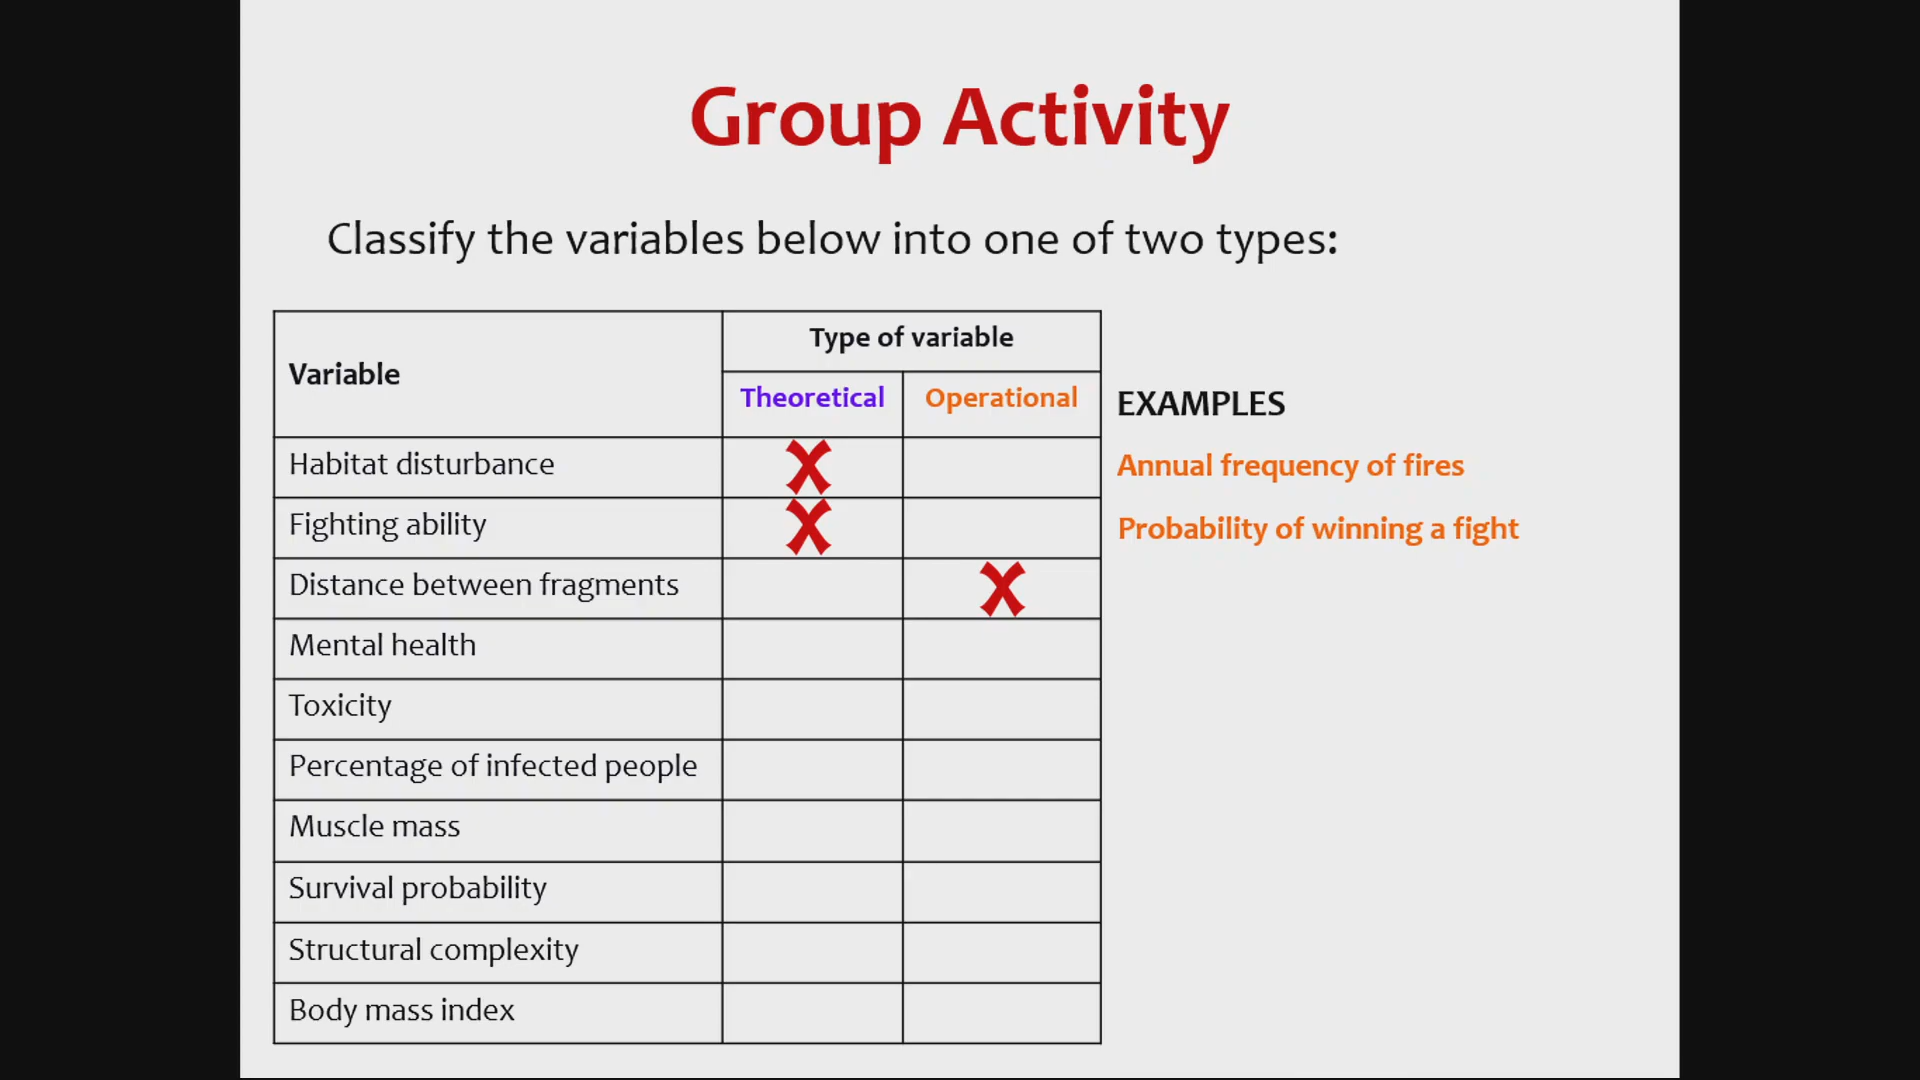 Group Activity
Classify the variables below into one of two types:
Variable
Type of variable
Theoretical
Operational
EXAMPLES
Habitat disturbance
X
Annual frequency of fires
Fighting ability
X
Probability of winning a fight
Distance between fragments
X
Mental health
Toxicity
Percentage of infected people
Muscle mass
Survival probability
Structural complexity
Body mass index